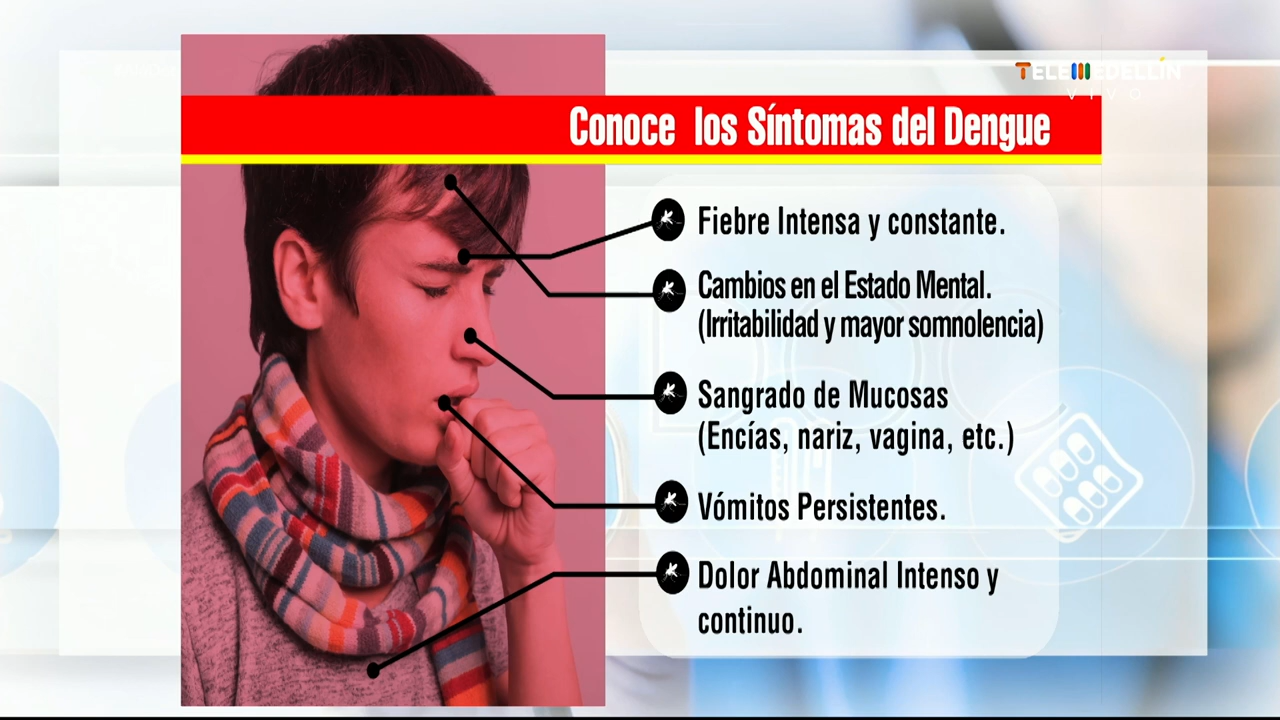 TELEMEDELLÍN
VIVO
Conoce los Síntomas del Dengue
Fiebre Intensa y constante.
Cambios en el Estado Mental.
(Irritabilidad y mayor somnolencia)
Sangrado de Mucosas
(Encías, nariz, vagina, etc.)
Vómitos Persistentes.
Dolor Abdominal Intenso y
continuo.